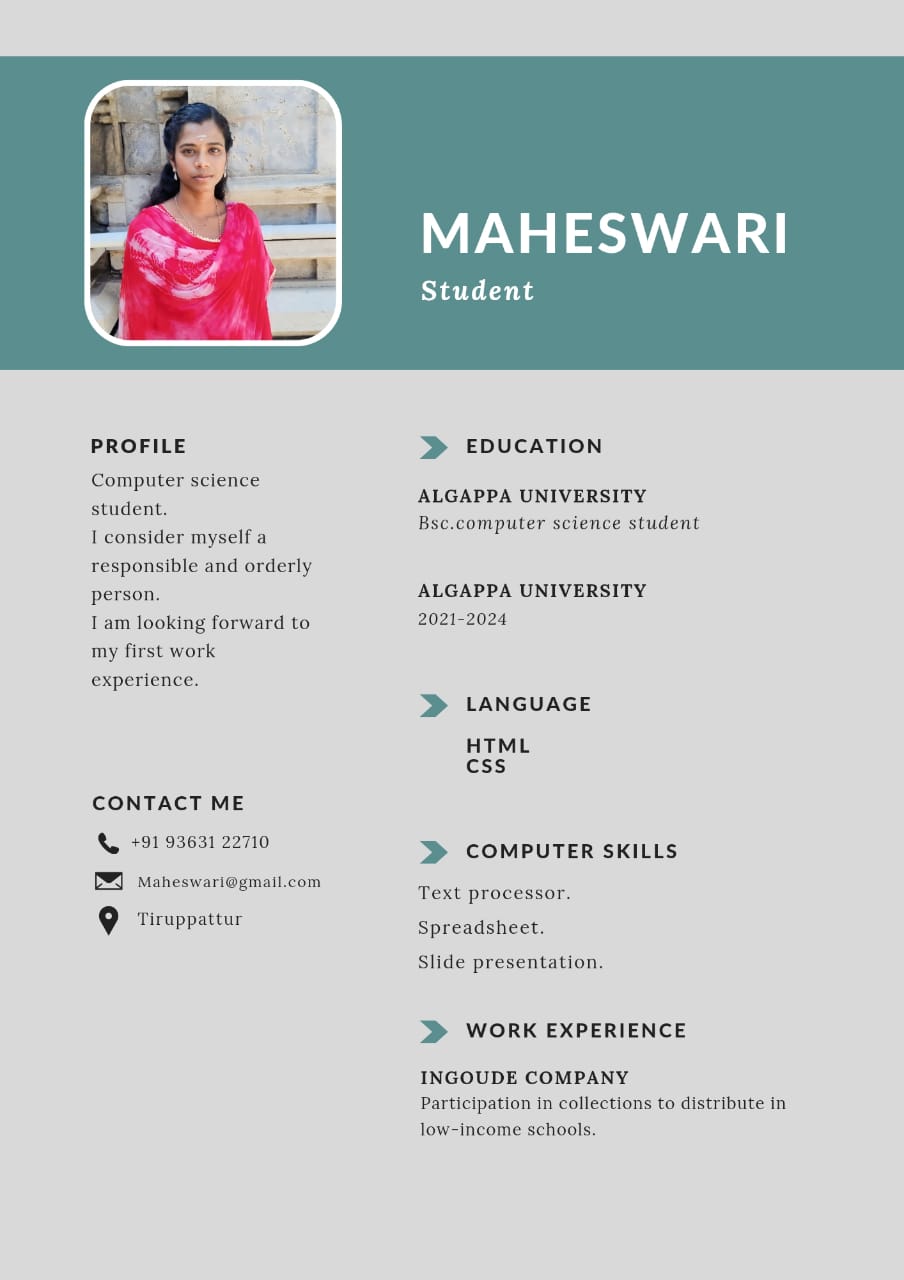 MAHESWARI
Student
PROFILE
Computer science
student.
I consider myself a
responsible and orderly
person.
I am looking forward to
my first work
experience.
CONTACT ME
+91 93631 22710
Maheswari@gmail.com
Tiruppattur
EDUCATION
ALGAPPA UNIVERSITY
Bsc.computer science student
ALGAPPA UNIVERSITY
2021-2024
LANGUAGE
HTML
CSS
COMPUTER SKILLS
Text processor.
Spreadsheet.
Slide presentation.
WORK EXPERIENCE
INGOUDE COMPANY
Participation in collections to distribute in
low-income schools.